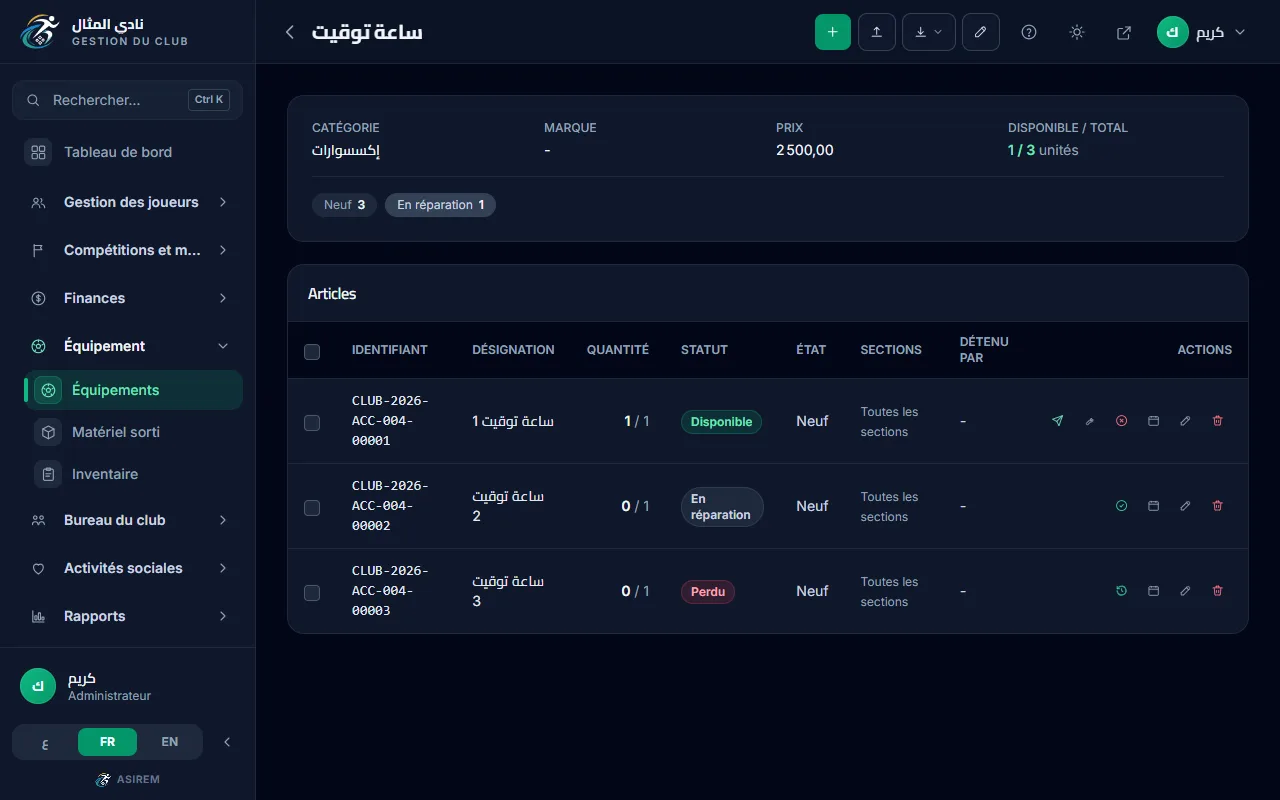 نادي المثال
GESTION DU CLUB
Rechercher...
Ctrl K
Tableau de bord
Gestion des joueurs
Compétitions et m...
Finances
Équipement
Équipements
Matériel sorti
Inventaire
Bureau du club
Activités sociales
Rapports
ك
كريم
Administrateur
ع
FR
EN
ASIREM
ساعة توقيت
ك
كريم
CATÉGORIE
إكسسوارات
MARQUE
-
PRIX
2 500,00
DISPONIBLE / TOTAL
1 / 3 unités
Neuf 3
En réparation 1
Articles
IDENTIFIANT
DÉSIGNATION
QUANTITÉ
STATUT
ÉTAT
SECTIONS
DÉTENU
PAR
ACTIONS
CLUB-2026-
ACC-004-
00001
ساعة توقيت 1
1 / 1
Disponible
Neuf
Toutes les
sections
-
CLUB-2026-
ACC-004-
00002
ساعة توقيت
2
0 / 1
En
réparation
Neuf
Toutes les
sections
-
CLUB-2026-
ACC-004-
00003
ساعة توقيت
3
0 / 1
Perdu
Neuf
Toutes les
sections
-